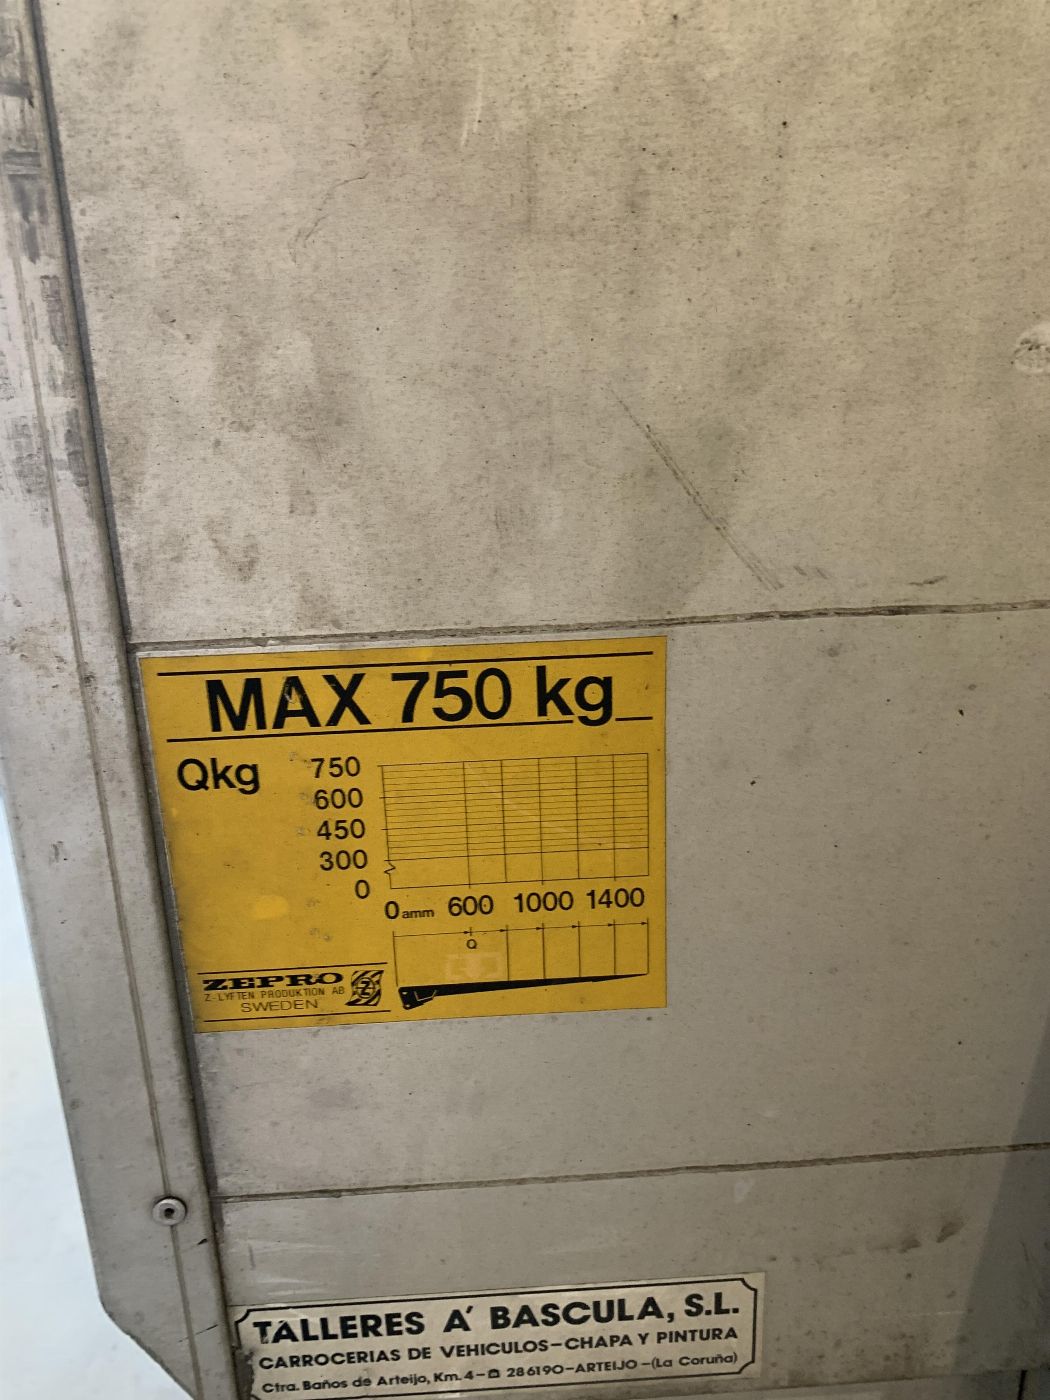 MAX 750 kg
Qkg
750
600
450
300
0
0 amm 600 1000 1400
Q
ZEPRO
Z-LYFTEN PRODUKTION AB
SWEDEN
Z
TALLERES A´ BASCULA, S.L.
CARROCERIAS DE VEHICULOS-CHAPA Y PINTURA
Ctra. Baños de Arteijo, Km. 4-☎ 286190-ARTEIJO-(La Coruña)